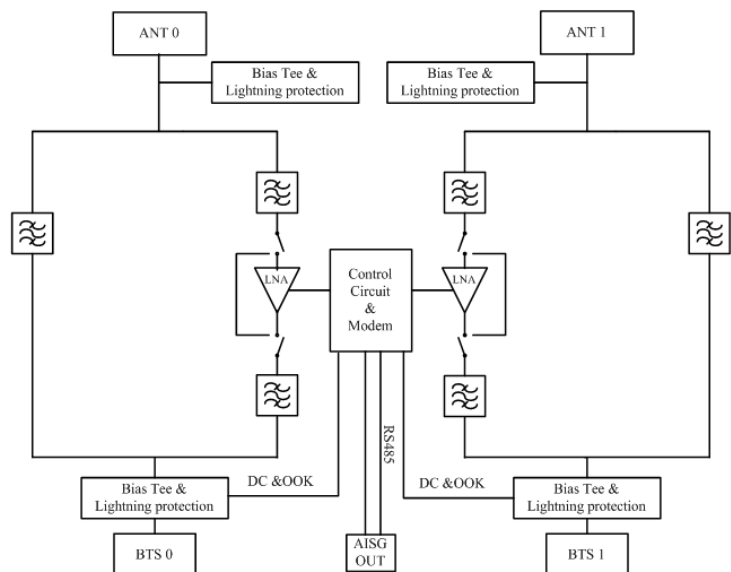 ANT 0
ANT 1
Bias Tee &
Lightning protection
Bias Tee &
Lightning protection
LNA
Control
Circuit
&
Modem
LNA
RS485
DC &OOK
DC &OOK
Bias Tee &
Lightning protection
Bias Tee &
Lightning protection
BTS 0
AISG
OUT
BTS 1